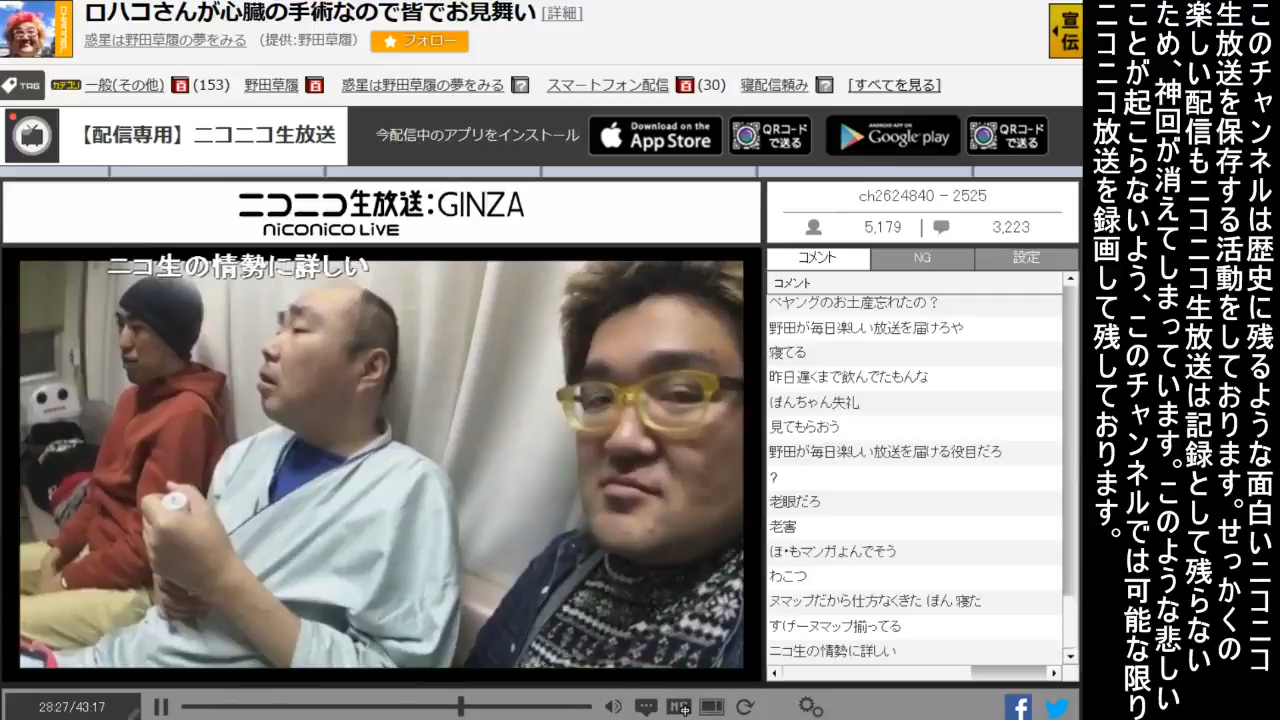 ロハコさんが心臓の手術なので皆でお見舞い [詳細]
CHANNEL
惑星は野田草履の夢をみる (提供:野田草履) フォロー
宣伝
TAG カテゴリ 一般(その他) (153) 野田草履 惑星は野田草履の夢をみる ? スマートフォン配信 (30) 寝配信頼み ? [すべてを見る]
【配信専用】ニコニコ生放送
今配信中のアプリをインストール
Download on the App Store
QRコードで送る
ANDROID APP ON Google play
QRコードで送る
ニコニコ生放送:GINZA
niconico LIVE
ch2624840 - 2525
5,179 | 3,223
コメント NG 設定
コメント
ニコ生の情勢に詳しい
ペヤングのお土産忘れたの?
野田が毎日楽しい放送を届けろや
寝てる
昨日遅くまで飲んでたもんな
ぽんちゃん失礼
見てもらおう
野田が毎日楽しい放送を届ける役目だろ
?
老眼だろ
老害
ほ・もマンガよんでそう
わこつ
ヌマップだから仕方なくきた ぽん 寝た
すげーヌマップ揃ってる
ニコ生の情勢に詳しい
28:27/43:17
このチャンネルは歴史に残るような面白いニコニコ
生放送を保存する活動をしております。せっかくの
楽しい配信もニコニコ生放送は記録として残らない
ため、神回が消えてしまっています。このような悲しい
ことが起こらないよう、このチャンネルでは可能な限り
ニコニコ放送を録画して残しております。